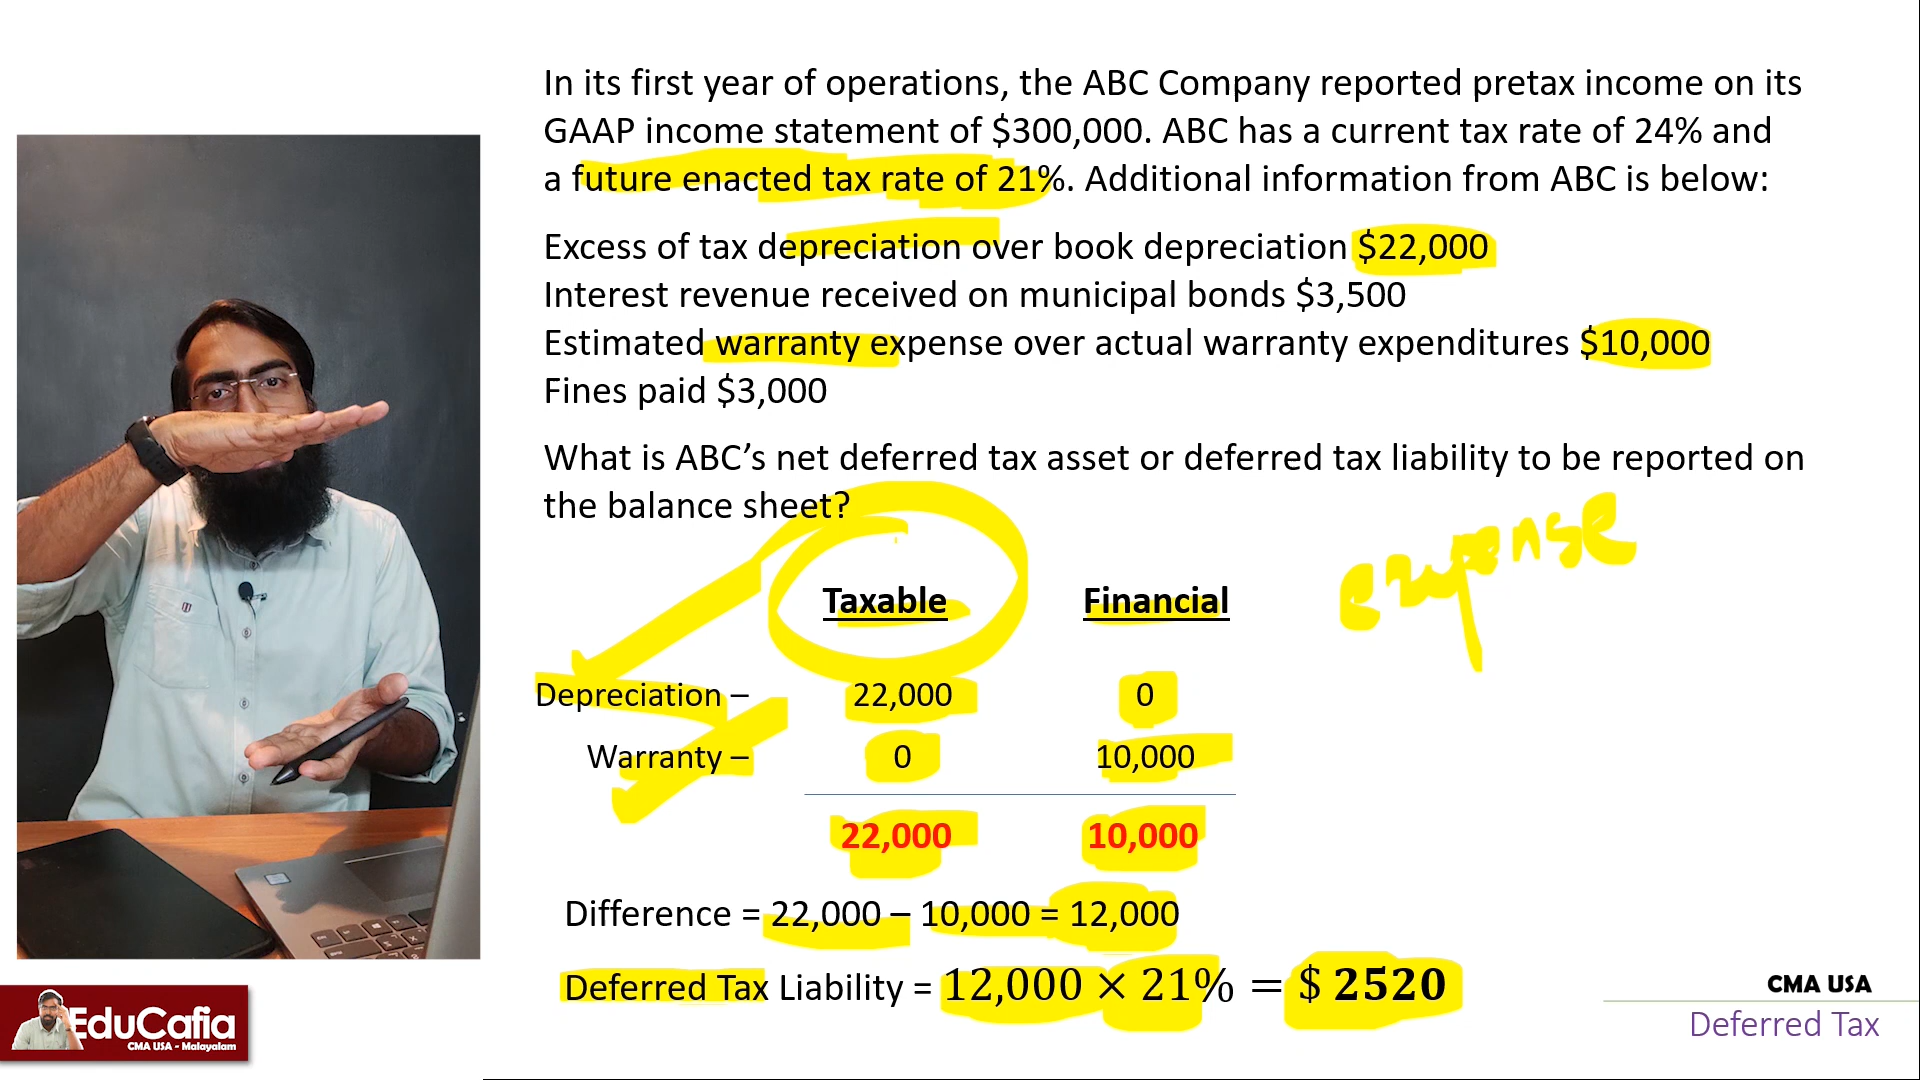 In its first year of operations, the ABC Company reported pretax income on its
GAAP income statement of $300,000. ABC has a current tax rate of 24% and
a future enacted tax rate of 21%. Additional information from ABC is below:
Excess of tax depreciation over book depreciation $22,000
Interest revenue received on municipal bonds $3,500
Estimated warranty expense over actual warranty expenditures $10,000
Fines paid $3,000
What is ABC’s net deferred tax asset or deferred tax liability to be reported on
the balance sheet?
expense
Taxable Financial
Depreciation – 22,000 0
Warranty – 0 10,000
22,000 10,000
Difference = 22,000 – 10,000 = 12,000
Deferred Tax Liability = 12,000 × 21% = $ 2520
CMA USA
Deferred Tax
EduCafia
CMA USA - Malayalam